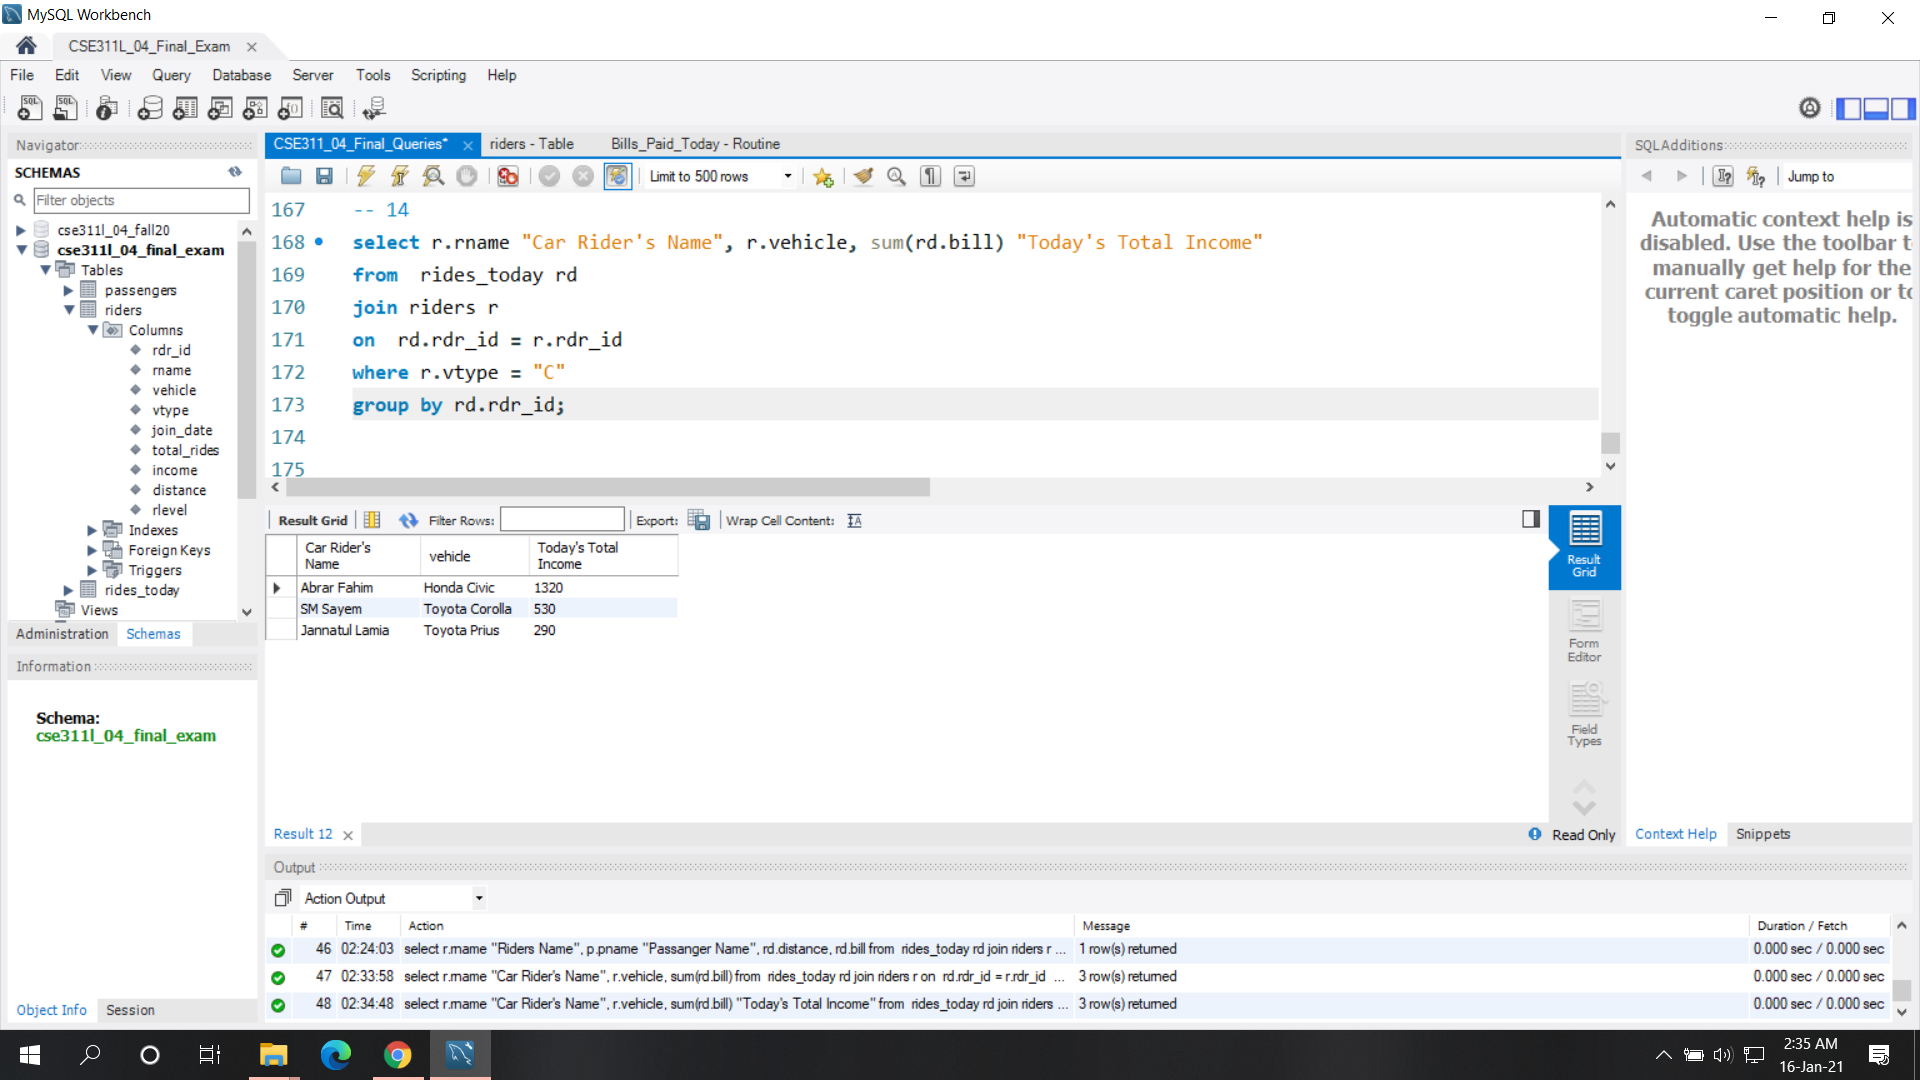 MySQL Workbench
CSE311L_04_Final_Exam
File Edit View Query Database Server Tools Scripting Help
Navigator
SCHEMAS
Filter objects
cse311l_04_fall20
cse311l_04_final_exam
Tables
passengers
riders
Columns
rdr_id
rname
vehicle
vtype
join_date
total_rides
income
distance
rlevel
Indexes
Foreign Keys
Triggers
rides_today
Views
Administration Schemas
Information
Schema:
cse311l_04_final_exam
Object Info Session
CSE311_04_Final_Queries* riders - Table Bills_Paid_Today - Routine
Limit to 500 rows
167 -- 14
168 select r.rname "Car Rider's Name", r.vehicle, sum(rd.bill) "Today's Total Income"
169 from  rides_today rd
170 join riders r
171 on  rd.rdr_id = r.rdr_id
172 where r.vtype = "C"
173 group by rd.rdr_id;
174
175
Result Grid Filter Rows: Export: Wrap Cell Content:
Car Rider's Name vehicle Today's Total Income
Abrar Fahim Honda Civic 1320
SM Sayem Toyota Corolla 530
Jannatul Lamia Toyota Prius 290
Result Grid
Form Editor
Field Types
Result 12 Read Only
Output
Action Output
# Time Action Message Duration / Fetch
46 02:24:03 select r.rname "Riders Name", p.pname "Passanger Name", rd.distance, rd.bill from  rides_today rd join riders r ... 1 row(s) returned 0.000 sec / 0.000 sec
47 02:33:58 select r.rname "Car Rider's Name", r.vehicle, sum(rd.bill) from  rides_today rd join riders r on  rd.rdr_id = r.rdr_id ... 3 row(s) returned 0.000 sec / 0.000 sec
48 02:34:48 select r.rname "Car Rider's Name", r.vehicle, sum(rd.bill) "Today's Total Income" from  rides_today rd join riders ... 3 row(s) returned 0.000 sec / 0.000 sec
SQLAdditions
Jump to
Automatic context help is
disabled. Use the toolbar t
manually get help for the
current caret position or to
toggle automatic help.
Context Help Snippets
2:35 AM
16-Jan-21